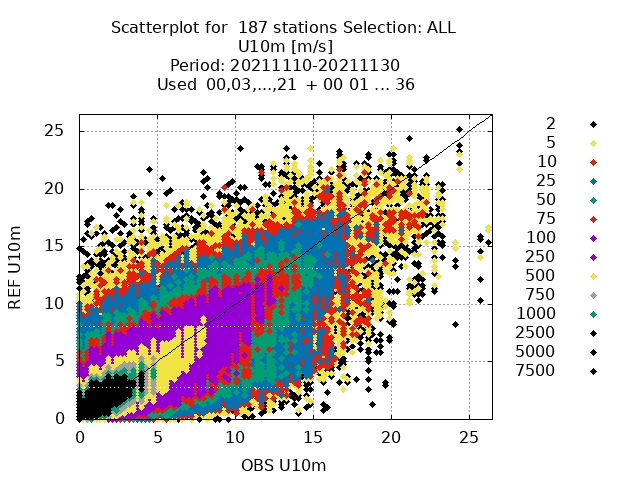 Scatterplot for 187 stations Selection: ALL
U10m [m/s]
Period: 20211110-20211130
Used 00,03,...,21 + 00 01 ... 36
25
20
15
10
5
0
REF U10m
0 5 10 15 20 25
OBS U10m
2
5
10
25
50
75
100
250
500
750
1000
2500
5000
7500